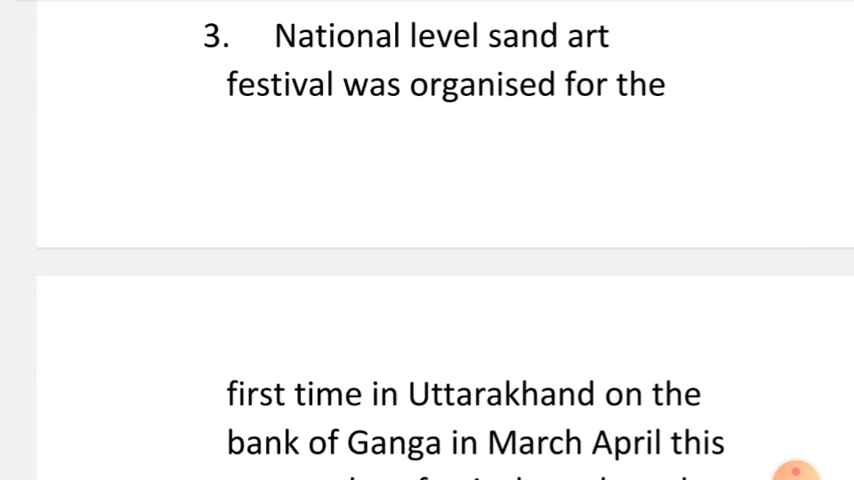 3. National level sand art
festival was organised for the
first time in Uttarakhand on the
bank of Ganga in March April this